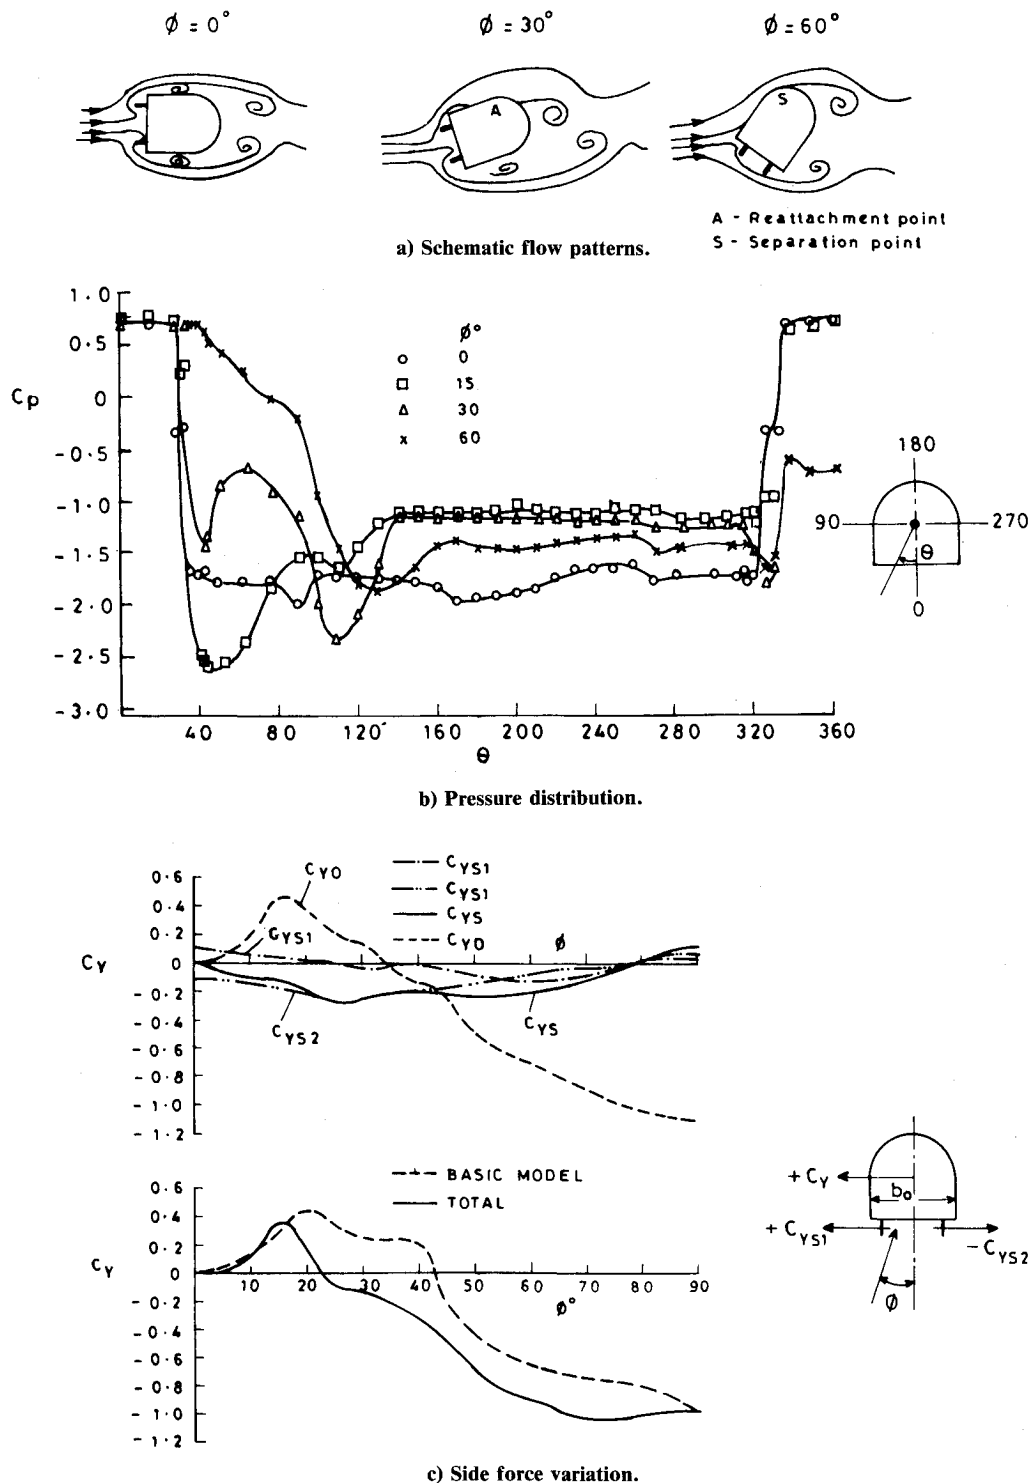 ϕ = 0° ϕ = 30° ϕ = 60°
A S
A - Reattachment point
S - Separation point
a) Schematic flow patterns.
1.0
0.5
0
-0.5
-1.0
-1.5
-2.0
-2.5
-3.0
Cp
ϕ°
0
15
30
60
40 80 120 160 200 240 280 320 360
θ
180
90 270
θ
0
b) Pressure distribution.
0.6
0.4
0.2
0
-0.2
-0.4
-0.6
-0.8
-1.0
-1.2
CY
CYO
CYS1
CYS2
CYS
ϕ
CYS1
CYS1
CYS
CYO
BASIC MODEL
TOTAL
0.6
0.4
0.2
0
-0.2
-0.4
-0.6
-0.8
-1.0
-1.2
CY
10 20 30 40 50 60 70 80 90
ϕ°
+CY
bo
+CYS1
-CYS2
ϕ
c) Side force variation.